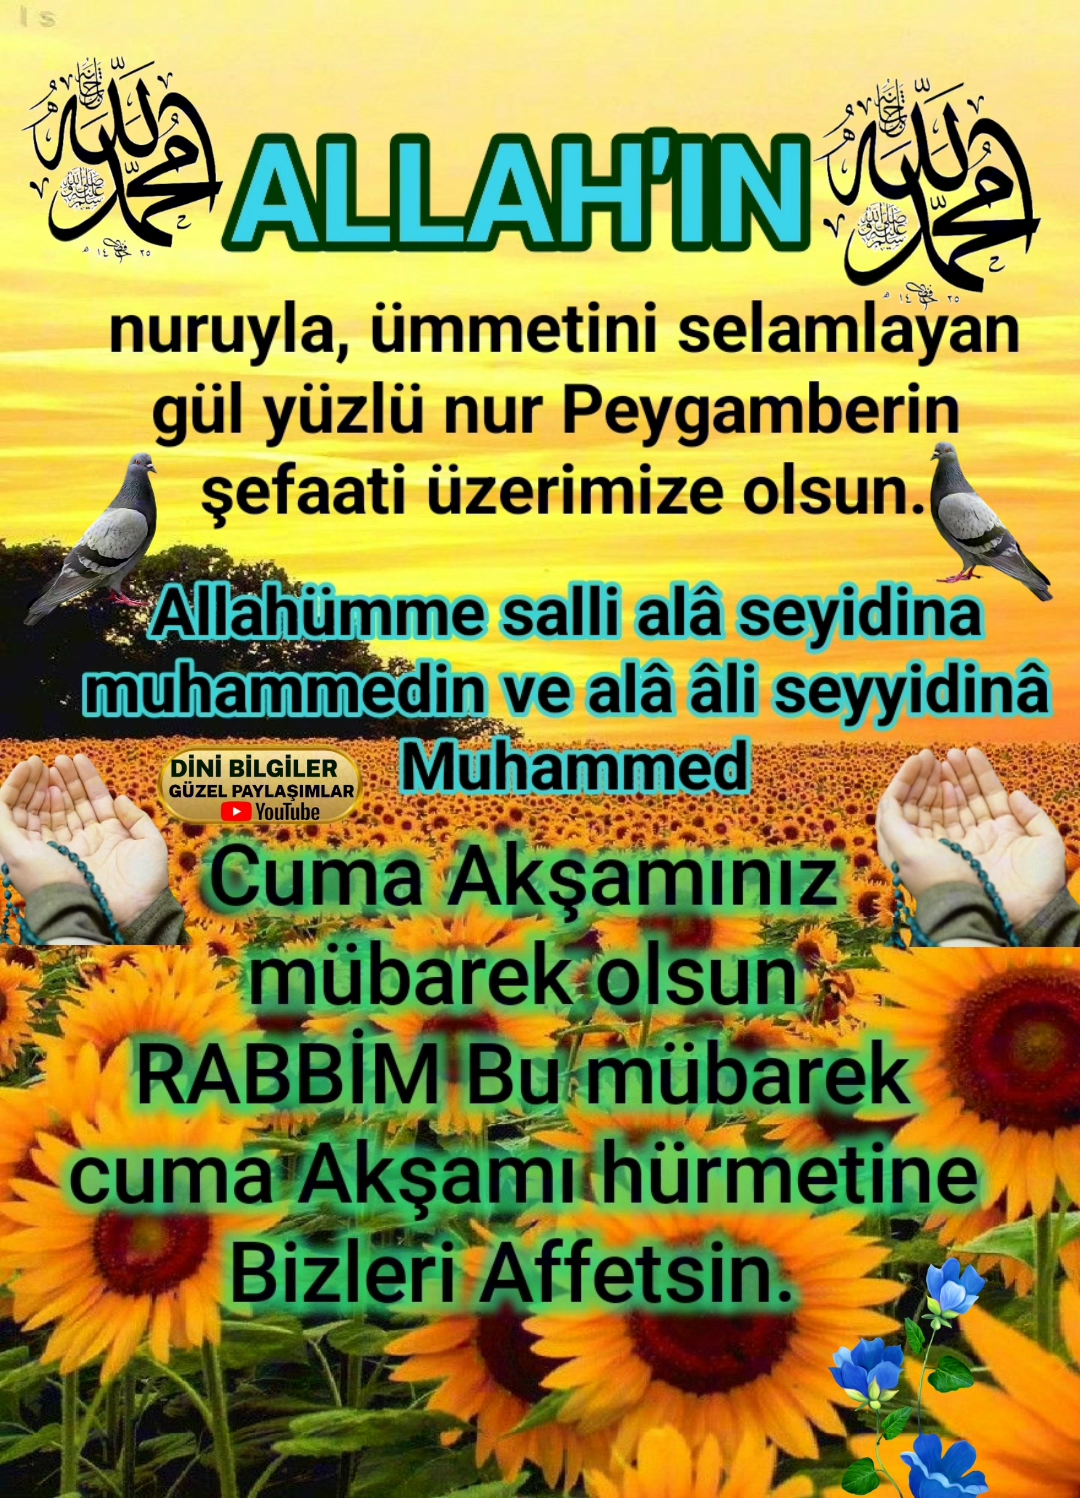 ALLAH'IN
nuruyla, ümmetini selamlayan
gül yüzlü nur Peygamberin
şefaati üzerimize olsun.
Allahümme salli alâ seyidina
muhammedin ve alâ âli seyyidinâ
Muhammed
DİNİ BİLGİLER
GÜZEL PAYLAŞIMLAR
YouTube
Cuma Akşamınız
mübarek olsun
RABBİM Bu mübarek
cuma Akşamı hürmetine
Bizleri Affetsin.